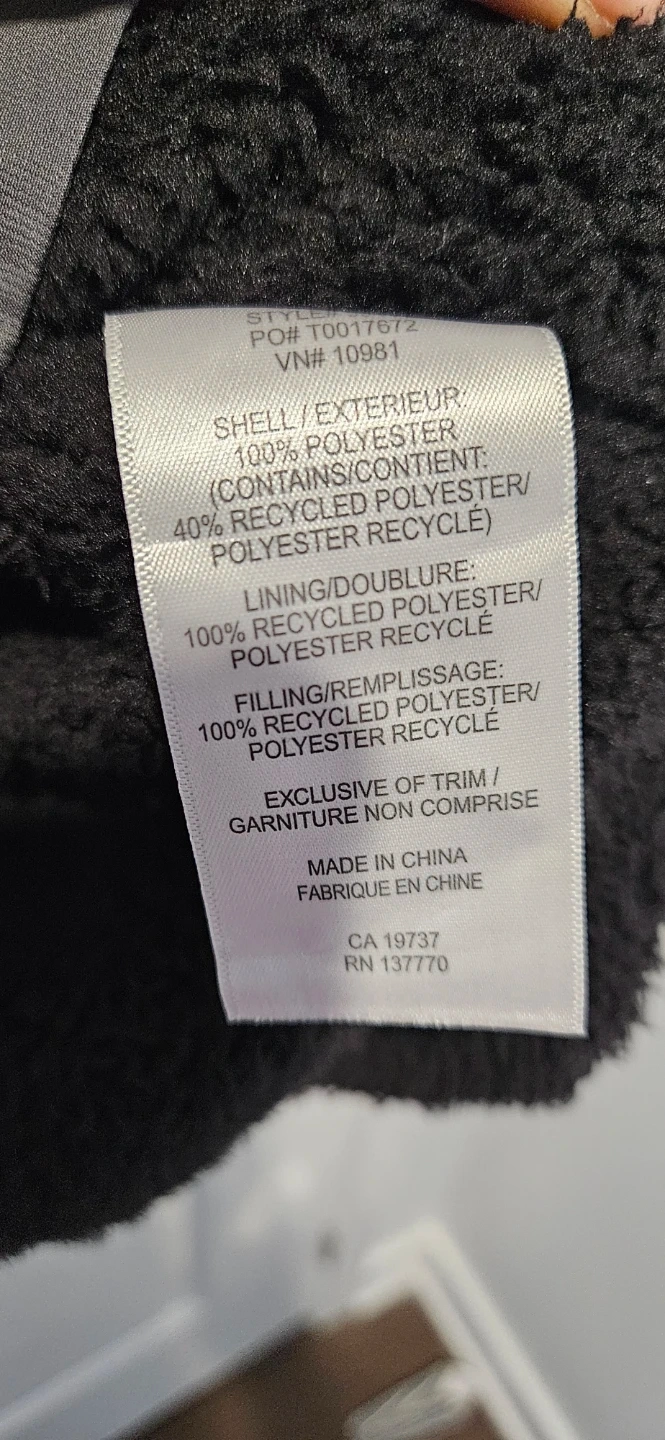 PO# T0017672
VN# 10981
SHELL / EXTERIEUR:
100% POLYESTER
(CONTAINS/CONTIENT:
40% RECYCLED POLYESTER/
POLYESTER RECYCLÉ)
LINING/DOUBLURE:
100% RECYCLED POLYESTER/
POLYESTER RECYCLÉ
FILLING/REMPLISSAGE:
100% RECYCLED POLYESTER/
POLYESTER RECYCLÉ
EXCLUSIVE OF TRIM /
GARNITURE NON COMPRISE
MADE IN CHINA
FABRIQUE EN CHINE
CA 19737
RN 137770